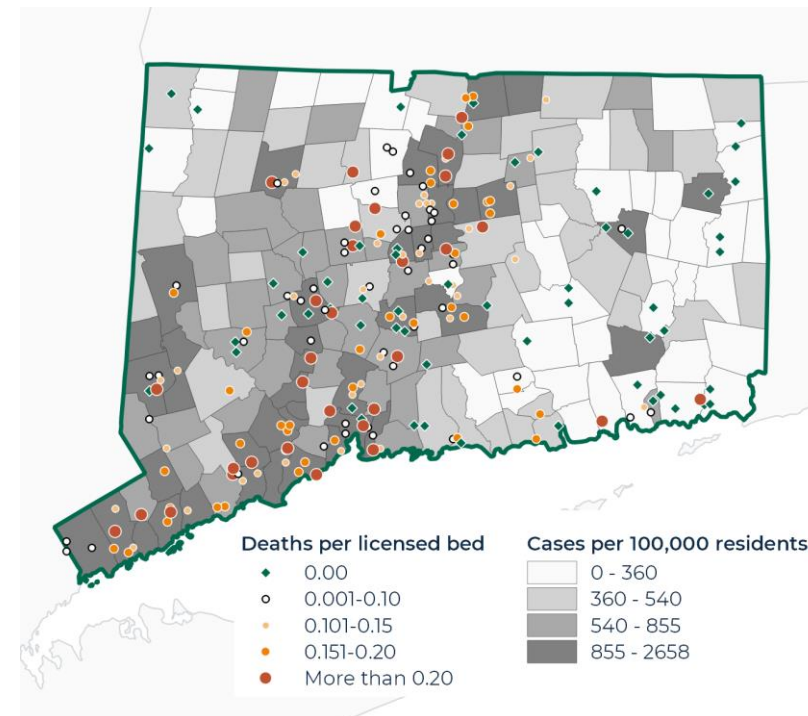 Deaths per licensed bed
0.00
0.001-0.10
0.101-0.15
0.151-0.20
More than 0.20
Cases per 100,000 residents
0 - 360
360 - 540
540 - 855
855 - 2658